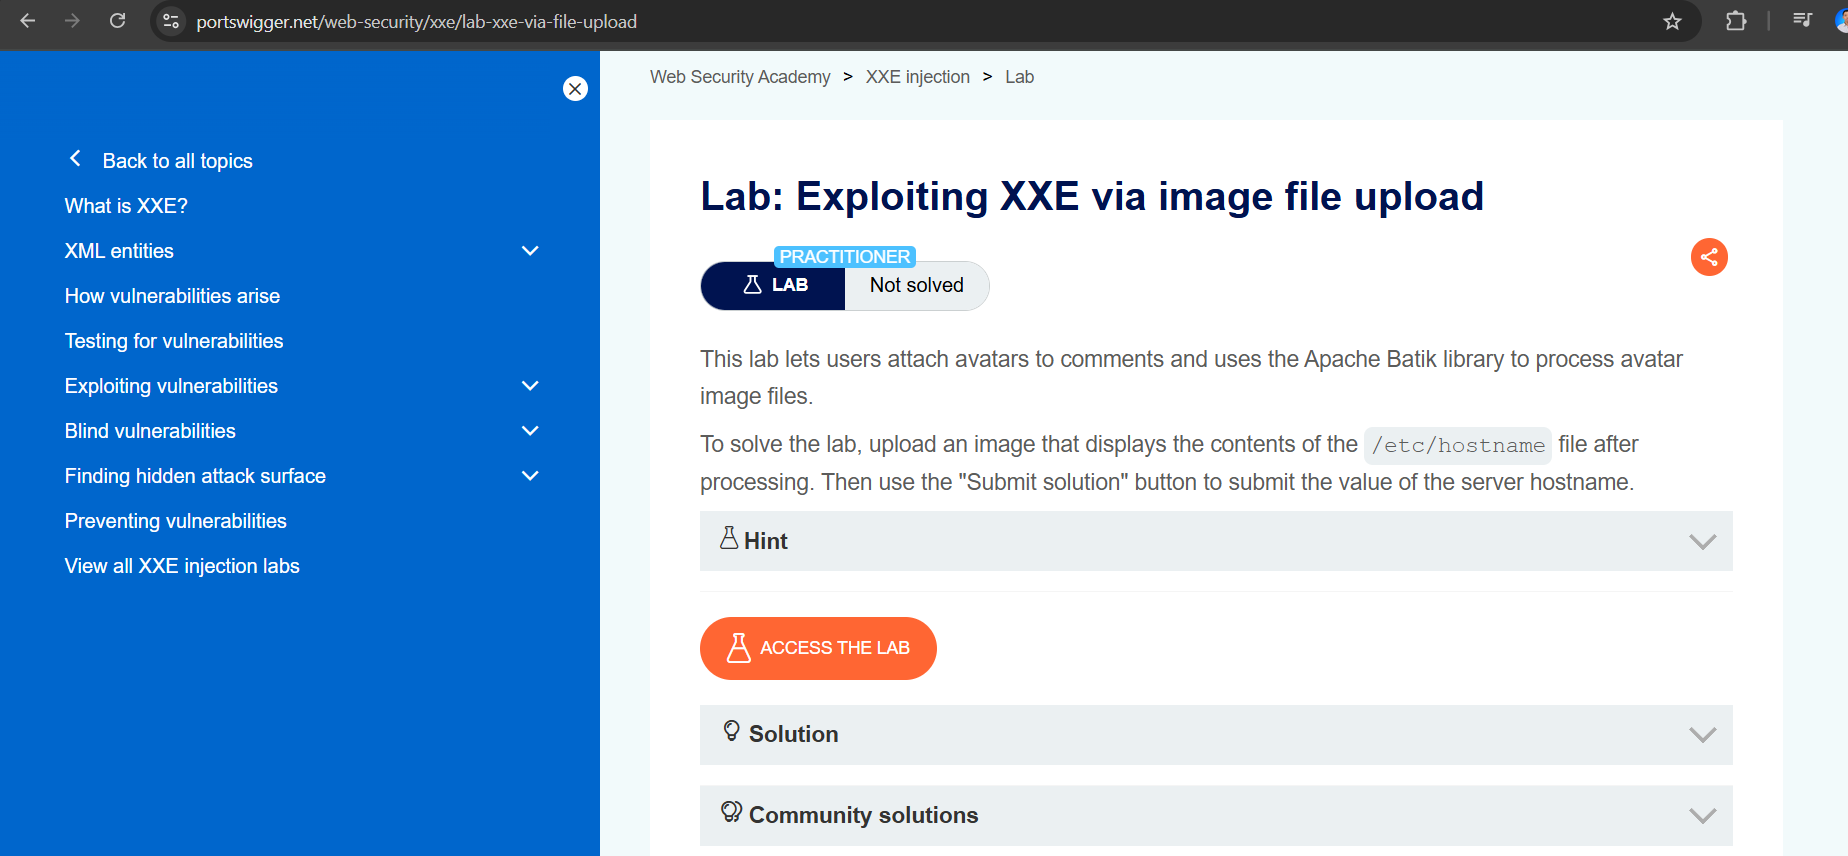 portswigger.net/web-security/xxe/lab-xxe-via-file-upload
Back to all topics
What is XXE?
XML entities
How vulnerabilities arise
Testing for vulnerabilities
Exploiting vulnerabilities
Blind vulnerabilities
Finding hidden attack surface
Preventing vulnerabilities
View all XXE injection labs
Web Security Academy > XXE injection > Lab
Lab: Exploiting XXE via image file upload
PRACTITIONER
LAB Not solved
This lab lets users attach avatars to comments and uses the Apache Batik library to process avatar
image files.
To solve the lab, upload an image that displays the contents of the /etc/hostname file after
processing. Then use the "Submit solution" button to submit the value of the server hostname.
Hint
ACCESS THE LAB
Solution
Community solutions